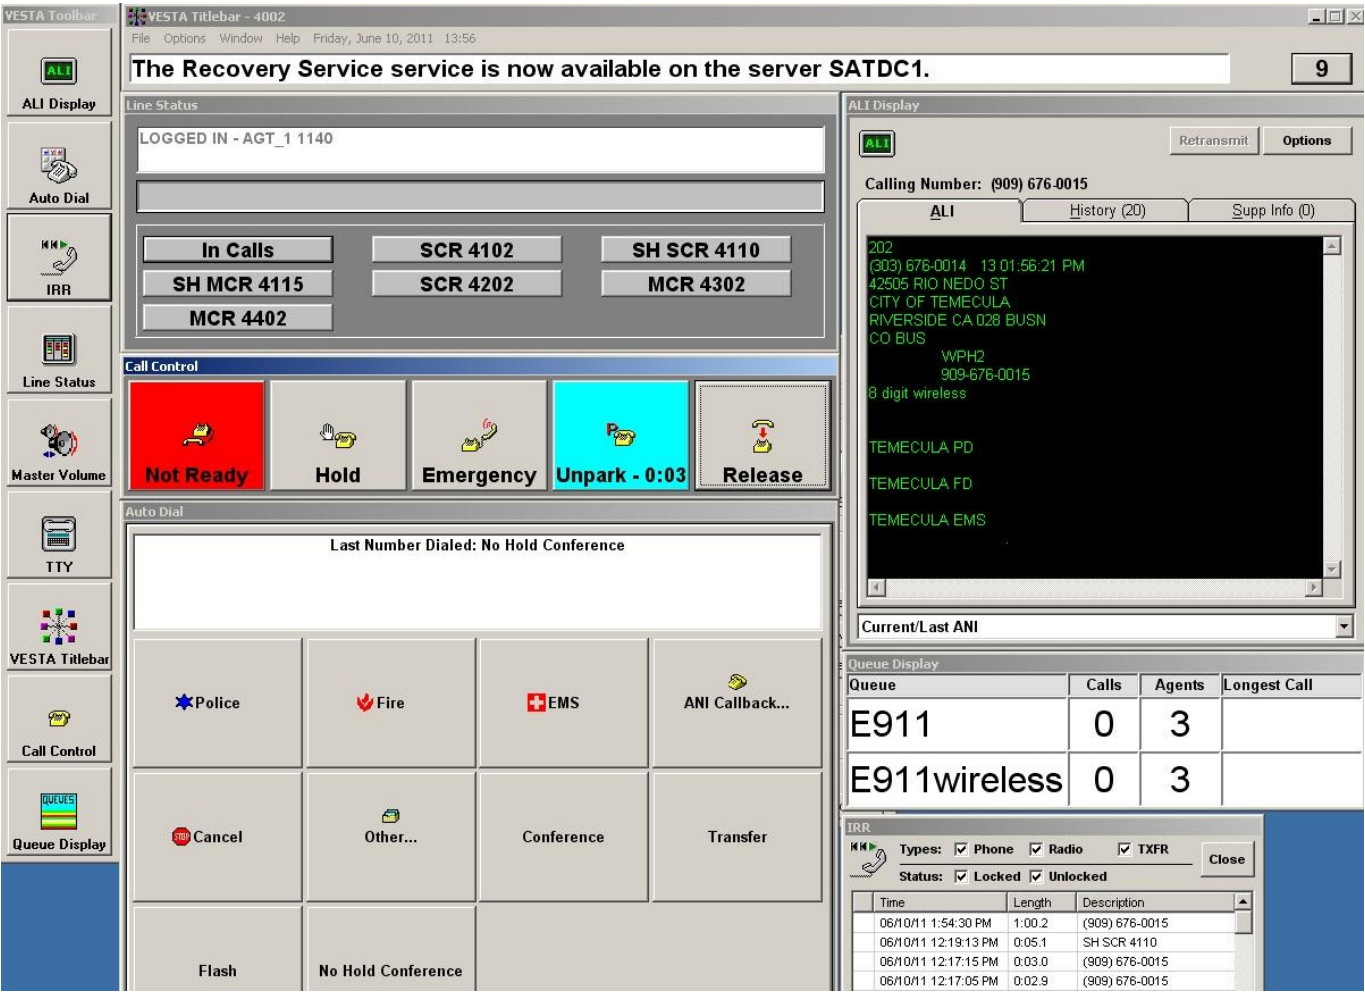 VESTA Toolbar
ALI
ALI Display
Auto Dial
IRR
Line Status
Master Volume
TTY
VESTA Titlebar
Call Control
QUEUES
Queue Display
VESTA Titlebar - 4002
File Options Window Help Friday, June 10, 2011 13:56
The Recovery Service service is now available on the server SATDC1.
9
Line Status
LOGGED IN - AGT_1 1140
In Calls SCR 4102 SH SCR 4110
SH MCR 4115 SCR 4202 MCR 4302
MCR 4402
Call Control
Not Ready Hold Emergency Unpark - 0:03 Release
Auto Dial
Last Number Dialed: No Hold Conference
Police Fire EMS ANI Callback...
STOP Cancel Other... Conference Transfer
Flash No Hold Conference
ALI Display
ALI Retransmit Options
Calling Number: (909) 676-0015
ALI History (20) Supp Info (0)
202
(303) 676-0014 13 01:56:21 PM
42505 RIO NEDO ST
CITY OF TEMECULA
RIVERSIDE CA 028 BUSN
CO BUS
WPH2
909-676-0015
8 digit wireless
TEMECULA PD
TEMECULA FD
TEMECULA EMS
Current/Last ANI
Queue Display
Queue Calls Agents Longest Call
E911 0 3
E911wireless 0 3
IRR
Types: Phone Radio TXFR
Close
Status: Locked Unlocked
Time Length Description
06/10/11 1:54:30 PM 1:00.2 (909) 676-0015
06/10/11 12:19:13 PM 0:05.1 SH SCR 4110
06/10/11 12:17:15 PM 0:03.0 (909) 676-0015
06/10/11 12:17:05 PM 0:02.9 (909) 676-0015